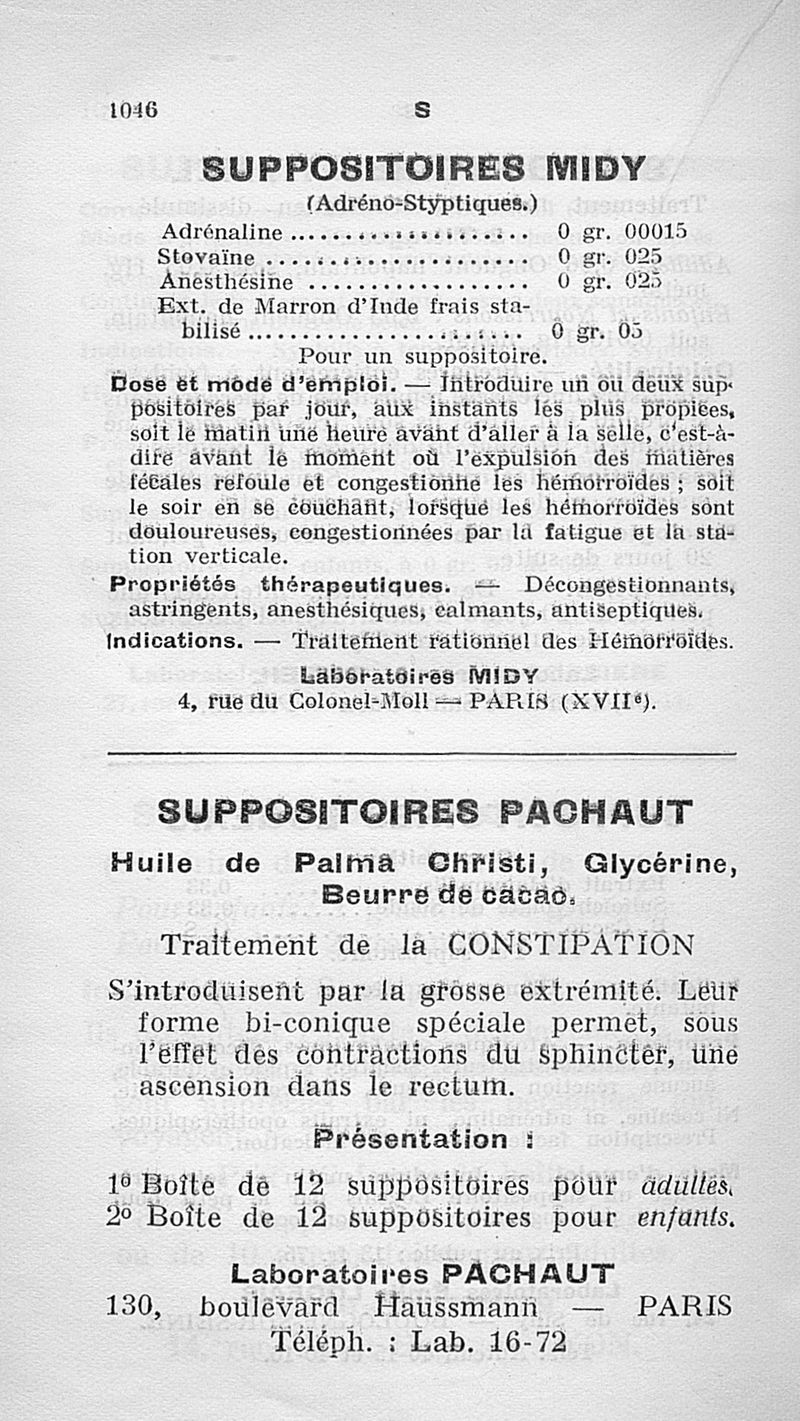 1046 S
SUPPOSITOIRES MIDY
(Adréno-Styptiques.)
Adrénaline ........................ 0 gr. 00015
Stovaïne ........................ 0 gr. 025
Anesthésine ................... 0 gr. 025
Ext. de Marron d'Inde frais sta-
bilisé ........................ 0 gr. 05
Pour un suppositoire.
Dose et mode d'emploi. — Introduire un ou deux sup-
positoires par jour, aux instants les plus propices,
soit le matin une heure avant d'aller à la selle, c'est-à-
dire avant le moment où l'expulsion des matières
fécales refoule et congestionne les hémorroïdes ; soit
le soir en se couchant, lorsque les hémorroïdes sont
douloureuses, congestionnées par la fatigue et la sta-
tion verticale.
Propriétés thérapeutiques. — Décongestionnants,
astringents, anesthésiques, calmants, antiseptiques.
Indications. — Traitement rationnel des Hémorroïdes.
Laboratoires MIDY
4, rue du Colonel-Moll — PARIS (XVIIe).
SUPPOSITOIRES PACHAUT
Huile de Palma Christi, Glycérine,
Beurre de cacao.
Traitement de la CONSTIPATION
S'introduisent par la grosse extrémité. Leur
forme bi-conique spéciale permet, sous
l'effet des contractions du sphincter, une
ascension dans le rectum.
Présentation :
1o Boîte de 12 suppositoires pour adultes.
2o Boîte de 12 suppositoires pour enfants.
Laboratoires PACHAUT
130, boulevard Haussmann — PARIS
Téléph. : Lab. 16-72